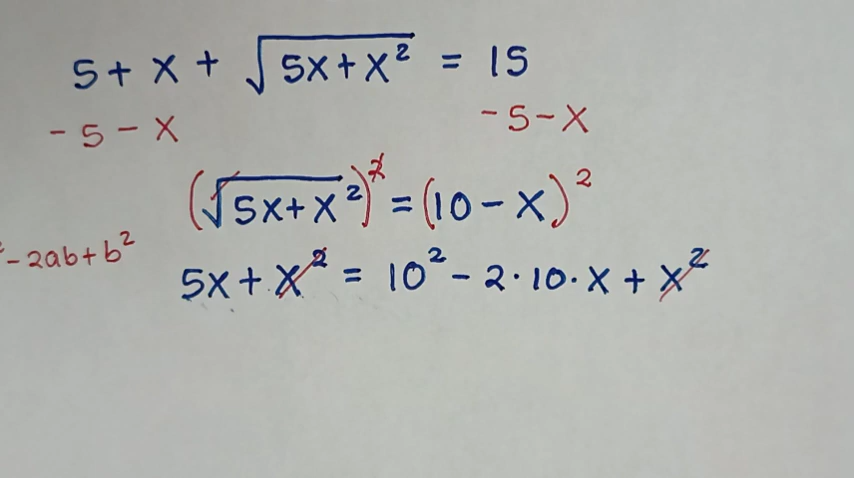 5 + x + √5x+x² = 15
-5-x -5-x
(√5x+x²)² = (10-x)²
-2ab+b²
5x + x² = 10² - 2·10·x + x²